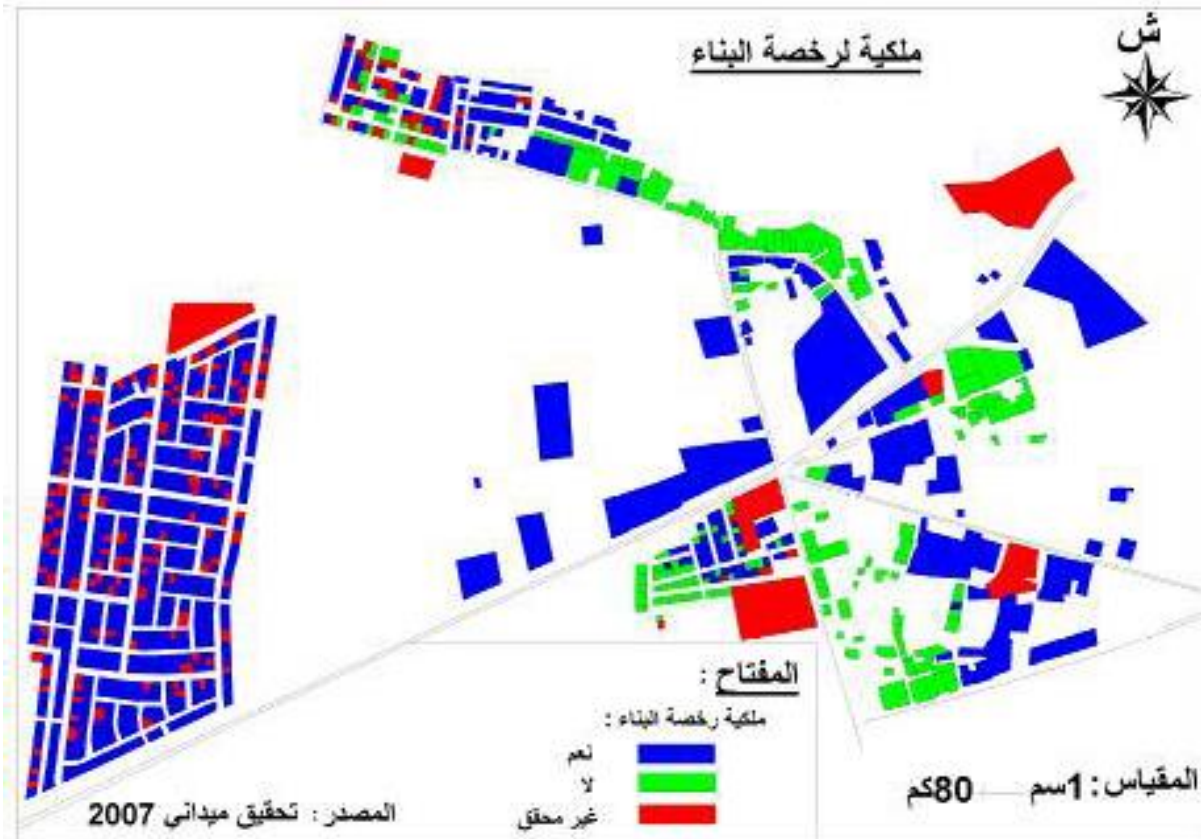 ملكية لرخصة البناء
ش
المفتاح :
ملكية رخصة البناء :
نعم
لا
غير محقق
المقياس: 1سم 80كم
المصدر : تحقيق ميداني 2007